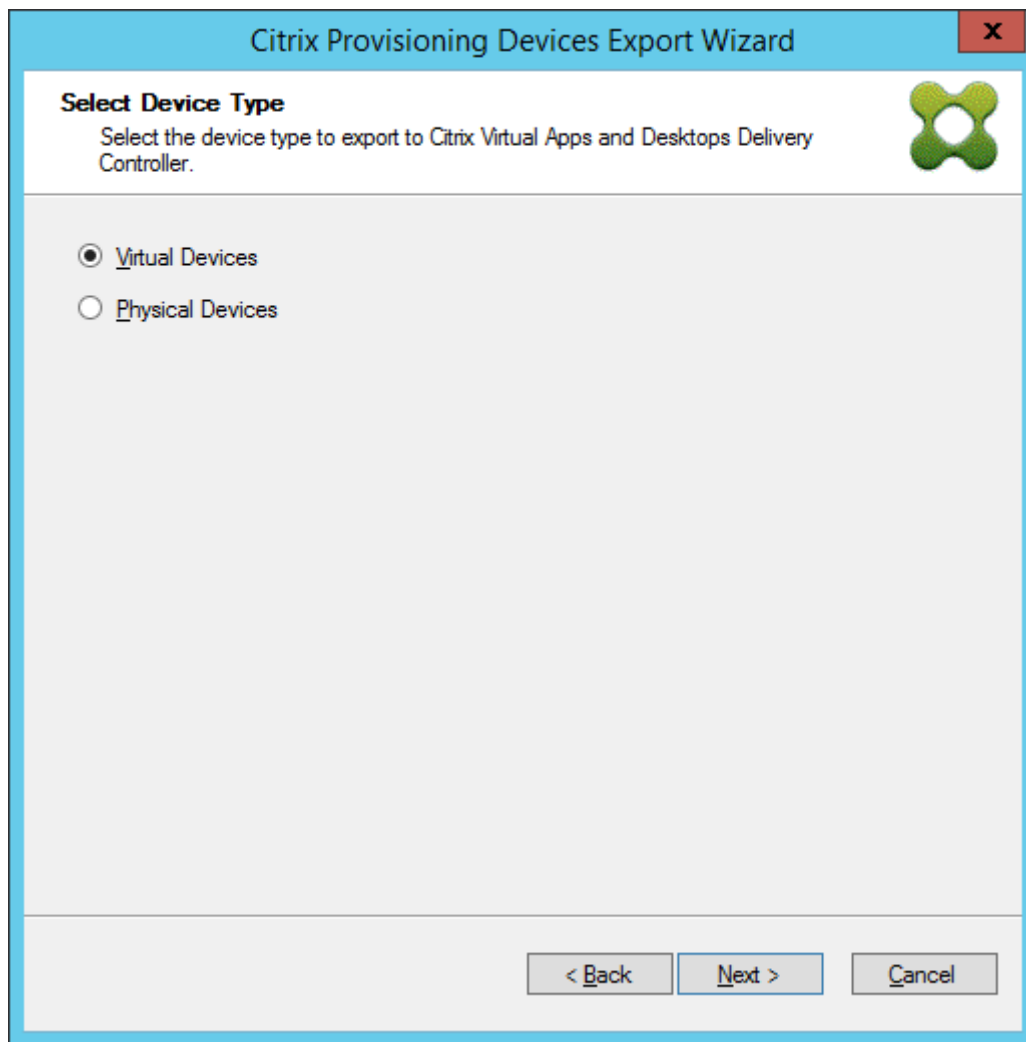 Citrix Provisioning Devices Export Wizard
x
Select Device Type
Select the device type to export to Citrix Virtual Apps and Desktops Delivery
Controller.
Virtual Devices
Physical Devices
< Back
Next >
Cancel